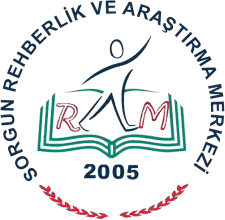 SORGUN REHBERLİK VE ARAŞTIRMA MERKEZİ
RAM
2005